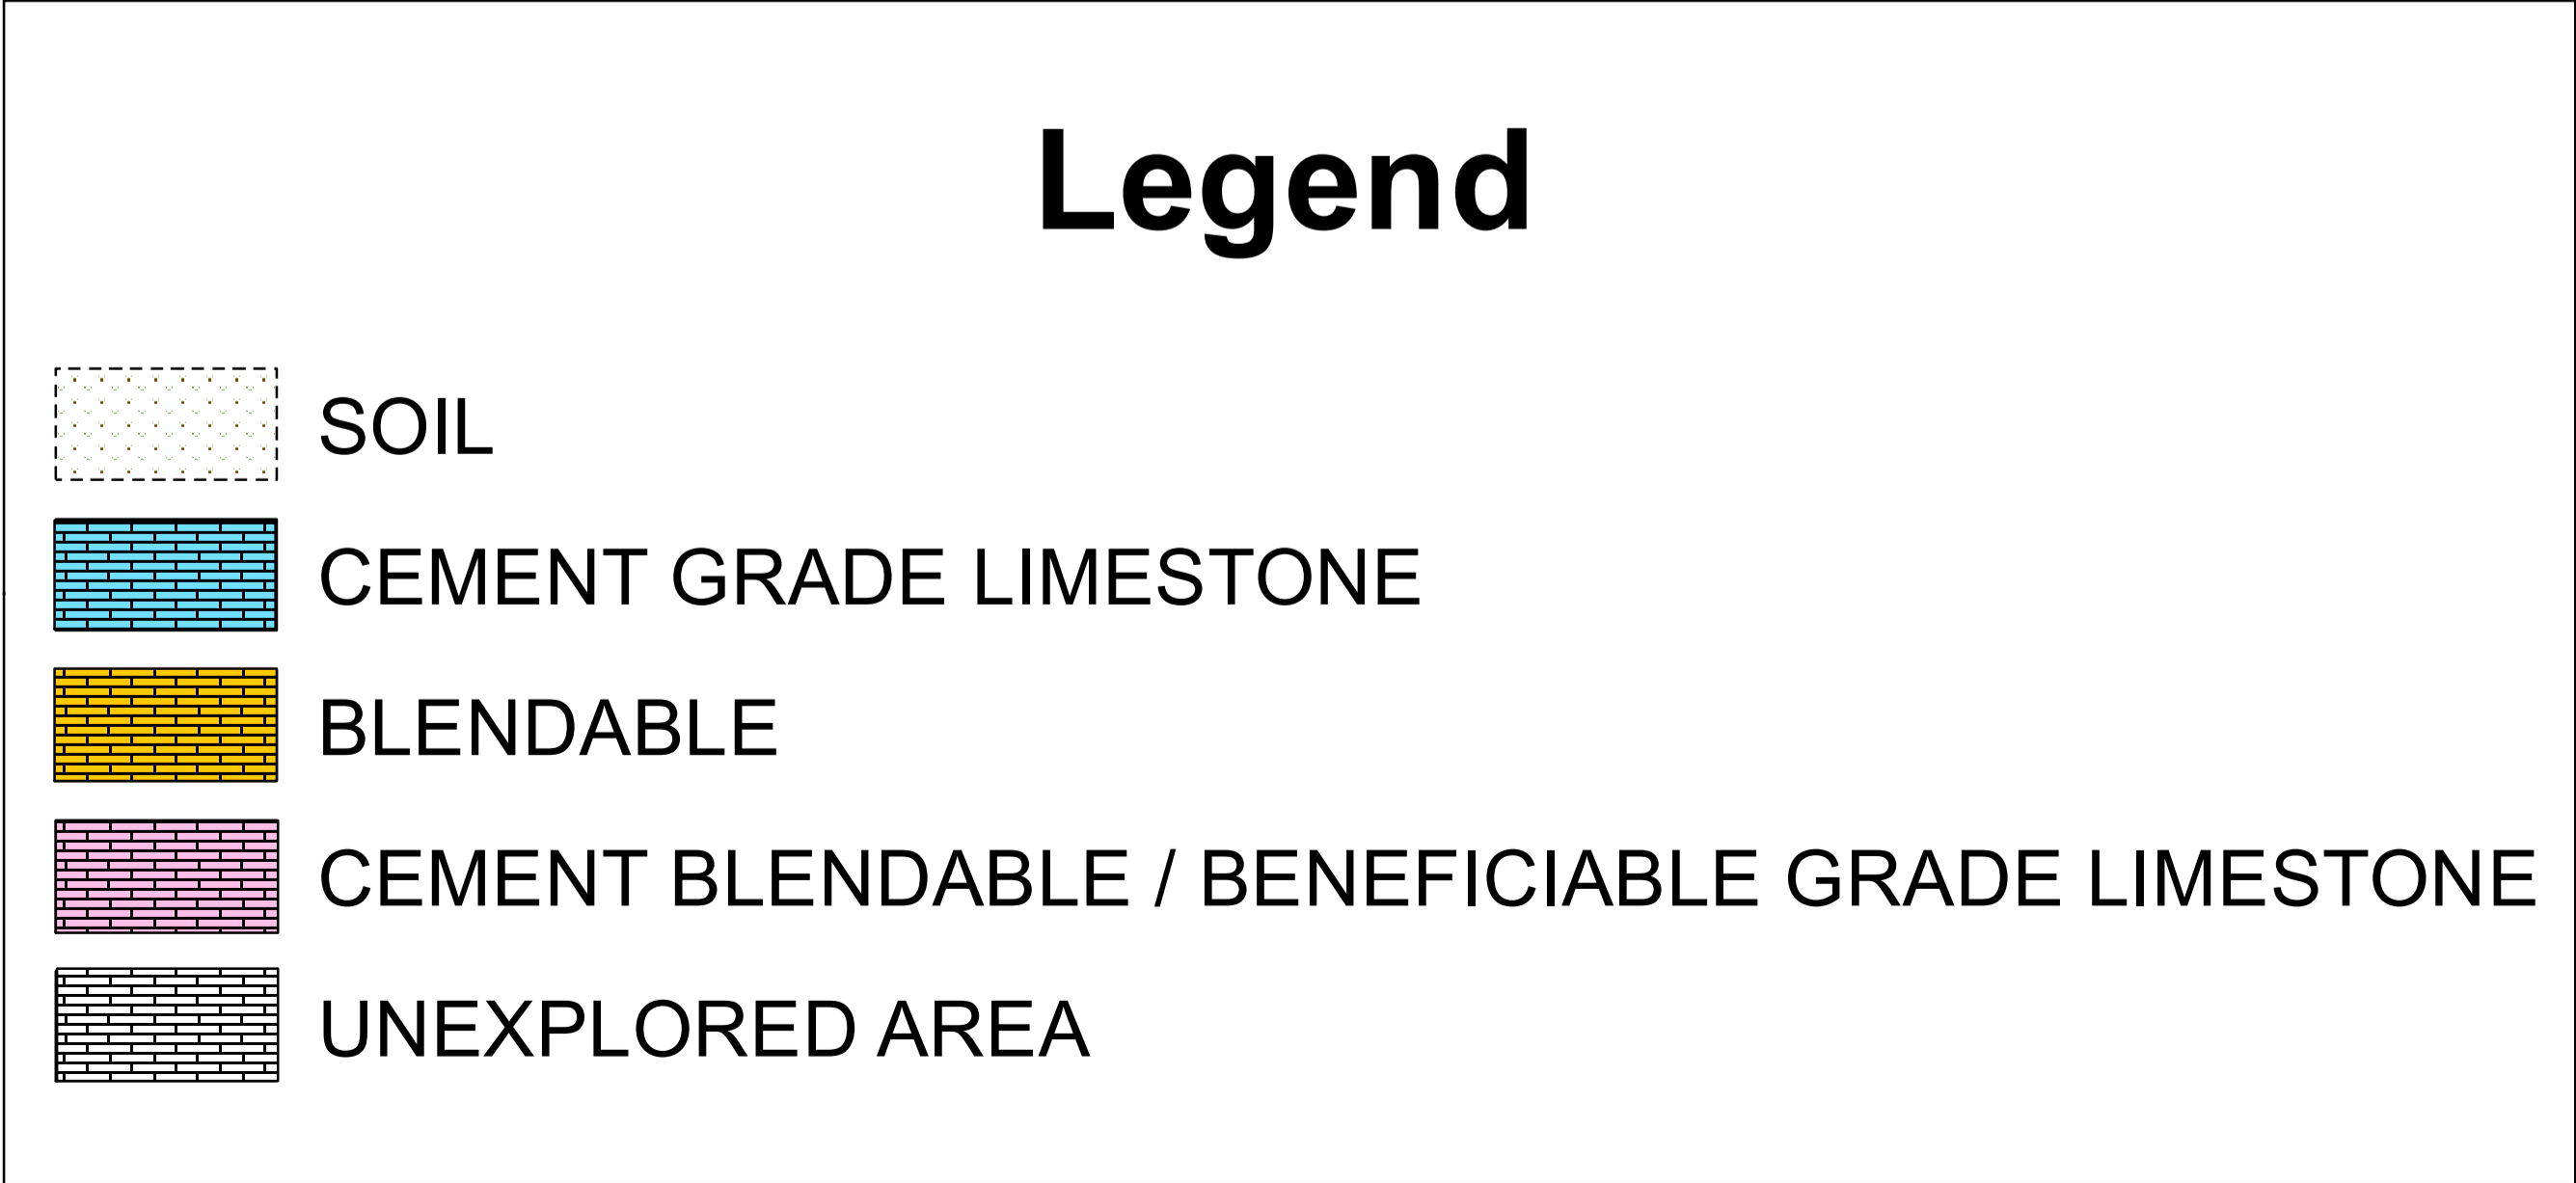 Legend
SOIL
CEMENT GRADE LIMESTONE
BLENDABLE
CEMENT BLENDABLE / BENEFICIABLE GRADE LIMESTONE
UNEXPLORED AREA